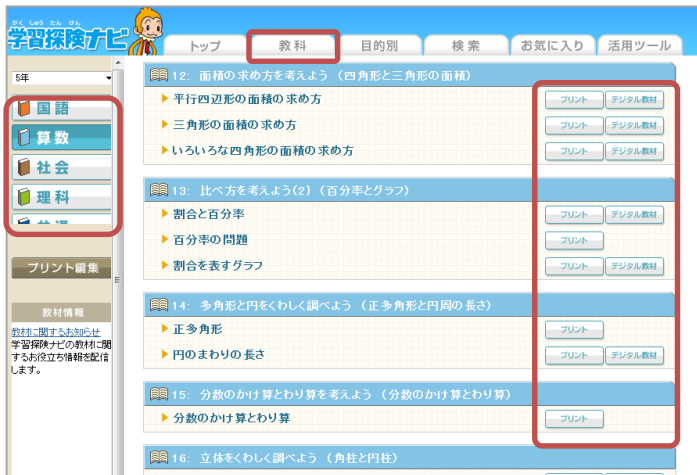 がく しゅう たん けん
学習探険ナビ
トップ
教科
目的別
検索
お気に入り
活用ツール
5年
国語
算数
社会
理科
プリント編集
教材情報
教材に関するお知らせ
学習探険ナビの教材に関
するお役立ち情報を配信
します。
12: 面積の求め方を考えよう (四角形と三角形の面積)
平行四辺形の面積の求め方 プリント デジタル教材
三角形の面積の求め方 プリント デジタル教材
いろいろな四角形の面積の求め方 プリント デジタル教材
13: 比べ方を考えよう(2) (百分率とグラフ)
割合と百分率 プリント デジタル教材
百分率の問題 プリント
割合を表すグラフ プリント デジタル教材
14: 多角形と円をくわしく調べよう (正多角形と円周の長さ)
正多角形 プリント
円のまわりの長さ プリント デジタル教材
15: 分数のかけ算とわり算を考えよう (分数のかけ算とわり算)
分数のかけ算とわり算 プリント
16: 立体をくわしく調べよう (角柱と円柱)